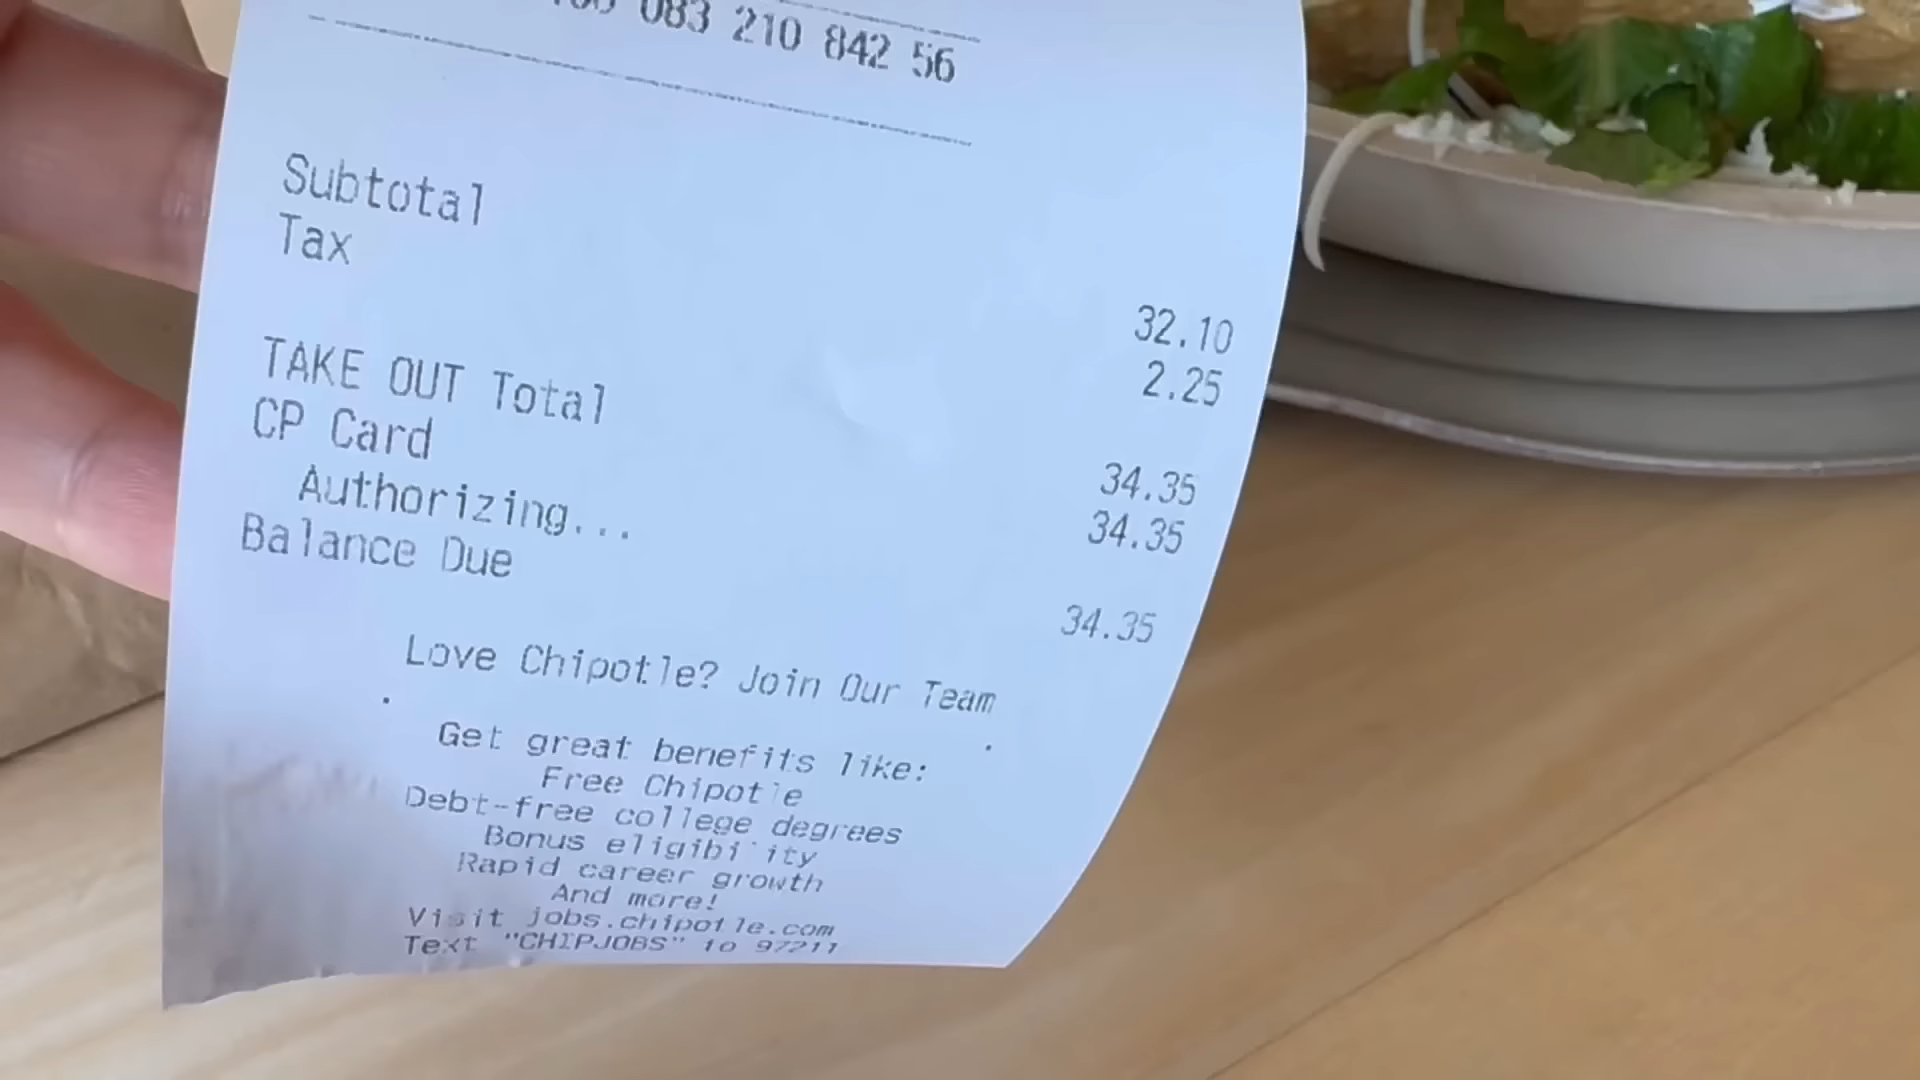 083 210 842 56
Subtotal 32.10
Tax 2.25
TAKE OUT Total 34.35
CP Card 34.35
Authorizing...
Balance Due 34.35
Love Chipotle? Join Our Team
Get great benefits like:
Free Chipotle
Debt-free college degrees
Bonus eligibility
Rapid career growth
And more!
Visit jobs.chipotle.com
Text "CHIPJOBS" to 97211